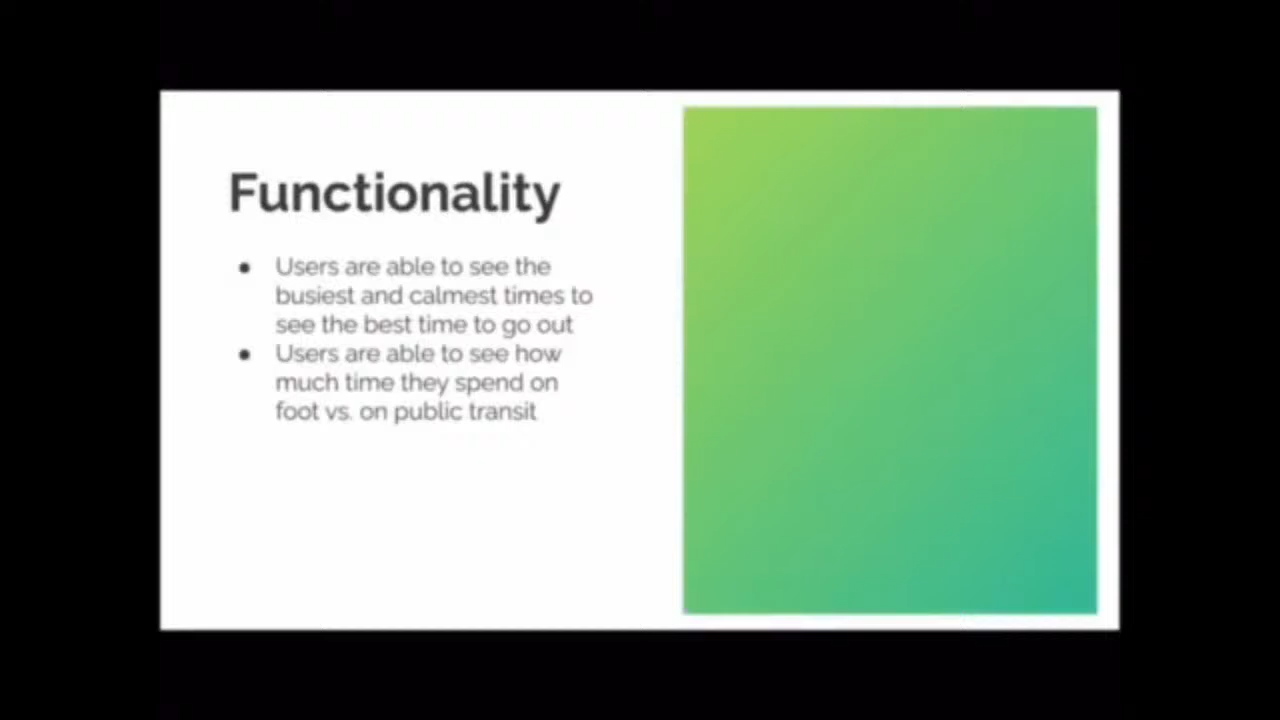 Functionality
● Users are able to see the
busiest and calmest times to
see the best time to go out
● Users are able to see how
much time they spend on
foot vs. on public transit